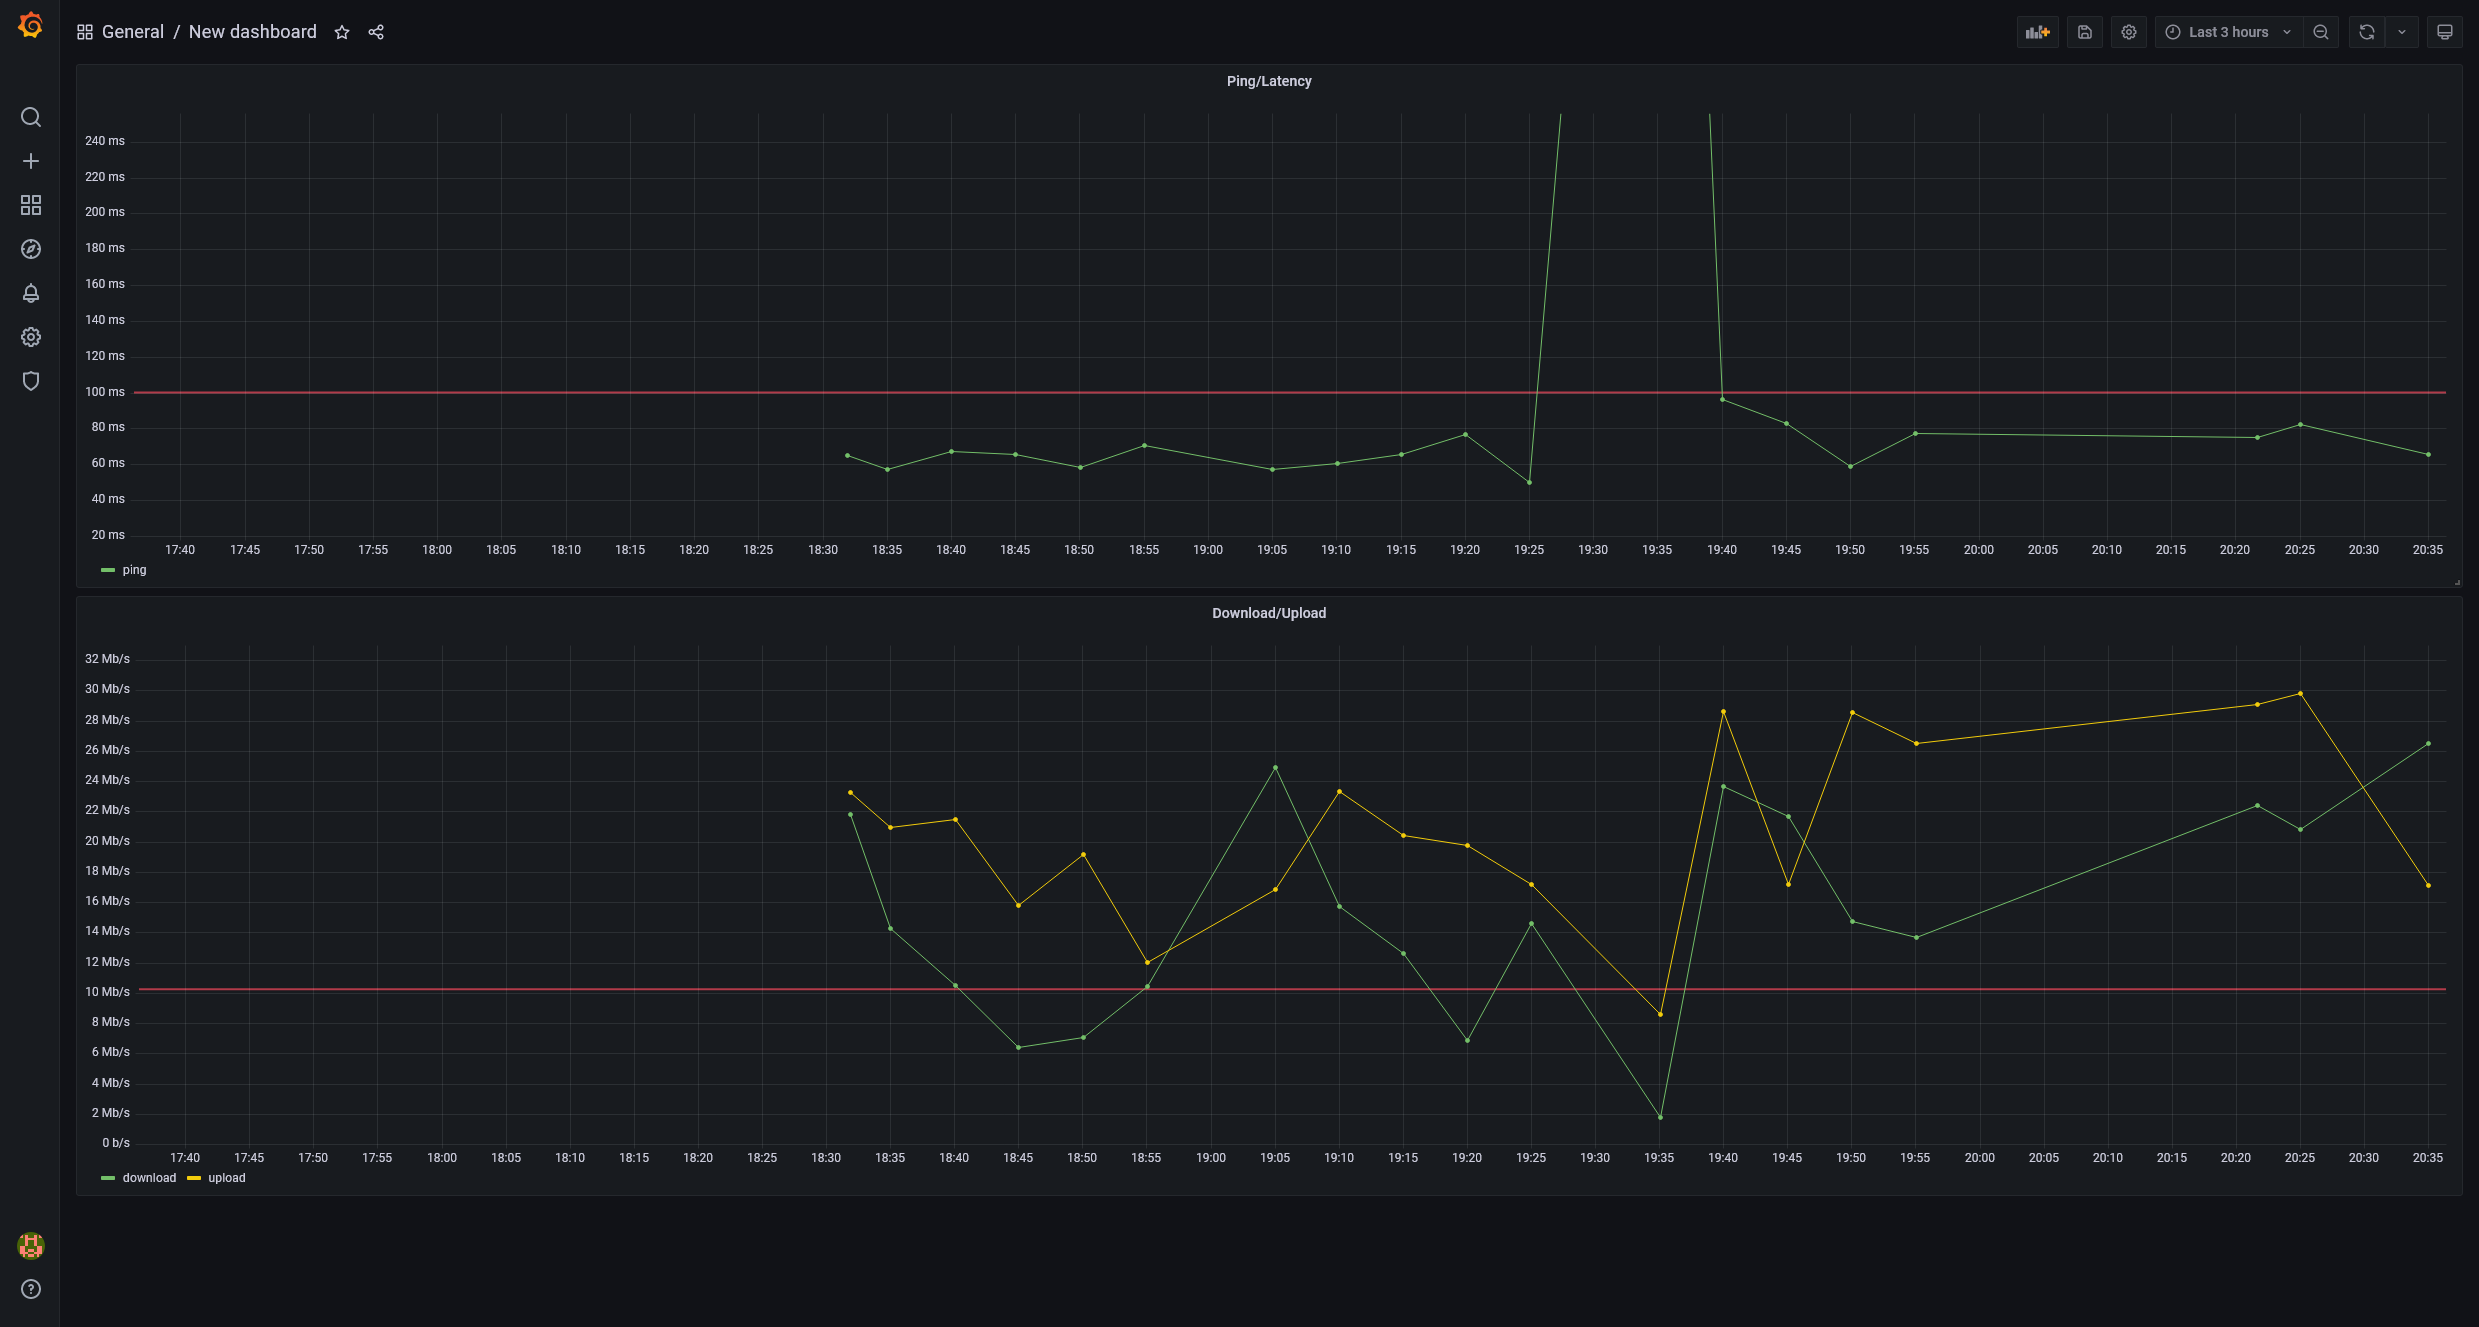 General / New dashboard
Last 3 hours
Ping/Latency
240 ms
220 ms
200 ms
180 ms
160 ms
140 ms
120 ms
100 ms
80 ms
60 ms
40 ms
20 ms
17:40 17:45 17:50 17:55 18:00 18:05 18:10 18:15 18:20 18:25 18:30 18:35 18:40 18:45 18:50 18:55 19:00 19:05 19:10 19:15 19:20 19:25 19:30 19:35 19:40 19:45 19:50 19:55 20:00 20:05 20:10 20:15 20:20 20:25 20:30 20:35
ping
Download/Upload
32 Mb/s
30 Mb/s
28 Mb/s
26 Mb/s
24 Mb/s
22 Mb/s
20 Mb/s
18 Mb/s
16 Mb/s
14 Mb/s
12 Mb/s
10 Mb/s
8 Mb/s
6 Mb/s
4 Mb/s
2 Mb/s
0 b/s
17:40 17:45 17:50 17:55 18:00 18:05 18:10 18:15 18:20 18:25 18:30 18:35 18:40 18:45 18:50 18:55 19:00 19:05 19:10 19:15 19:20 19:25 19:30 19:35 19:40 19:45 19:50 19:55 20:00 20:05 20:10 20:15 20:20 20:25 20:30 20:35
download upload